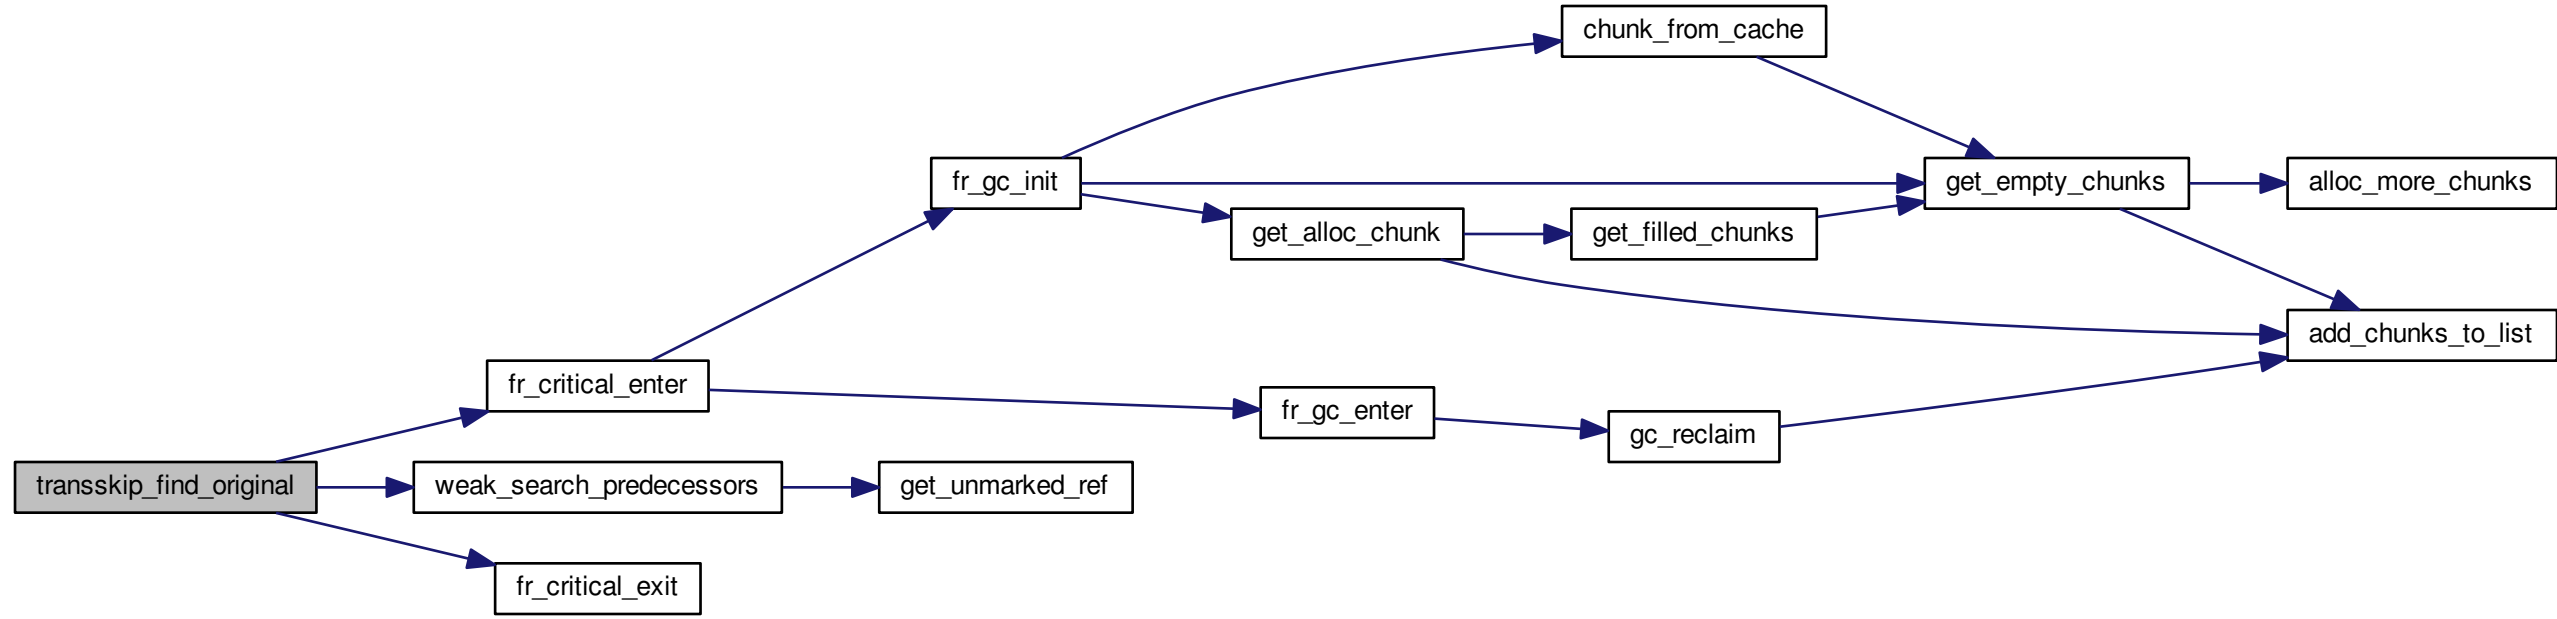 chunk_from_cache
fr_gc_init
get_empty_chunks
alloc_more_chunks
get_alloc_chunk
get_filled_chunks
add_chunks_to_list
fr_critical_enter
fr_gc_enter
gc_reclaim
transskip_find_original
weak_search_predecessors
get_unmarked_ref
fr_critical_exit